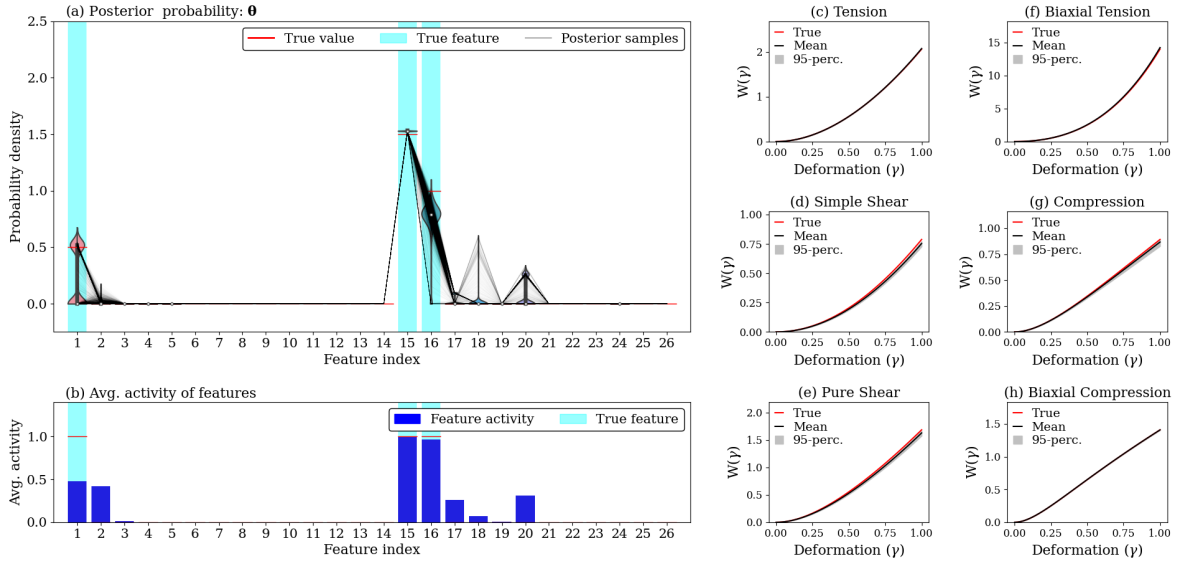 (a) Posterior probability: θ
Probability density
2.5
2.0
1.5
1.0
0.5
0.0
True value
True feature
Posterior samples
1 2 3 4 5 6 7 8 9 10 11 12 13 14 15 16 17 18 19 20 21 22 23 24 25 26
Feature index
(b) Avg. activity of features
Avg. activity
1.0
0.5
0.0
Feature activity
True feature
1 2 3 4 5 6 7 8 9 10 11 12 13 14 15 16 17 18 19 20 21 22 23 24 25 26
Feature index
(c) Tension
W(γ)
2
1
0
True
Mean
95-perc.
0.00 0.25 0.50 0.75 1.00
Deformation (γ)
(f) Biaxial Tension
W(γ)
15
10
5
0
True
Mean
95-perc.
0.00 0.25 0.50 0.75 1.00
Deformation (γ)
(d) Simple Shear
W(γ)
1.00
0.75
0.50
0.25
0.00
True
Mean
95-perc.
0.00 0.25 0.50 0.75 1.00
Deformation (γ)
(g) Compression
W(γ)
1.00
0.75
0.50
0.25
0.00
True
Mean
95-perc.
0.00 0.25 0.50 0.75 1.00
Deformation (γ)
(e) Pure Shear
W(γ)
2.0
1.5
1.0
0.5
0.0
True
Mean
95-perc.
0.00 0.25 0.50 0.75 1.00
Deformation (γ)
(h) Biaxial Compression
W(γ)
1.5
1.0
0.5
0.0
True
Mean
95-perc.
0.00 0.25 0.50 0.75 1.00
Deformation (γ)